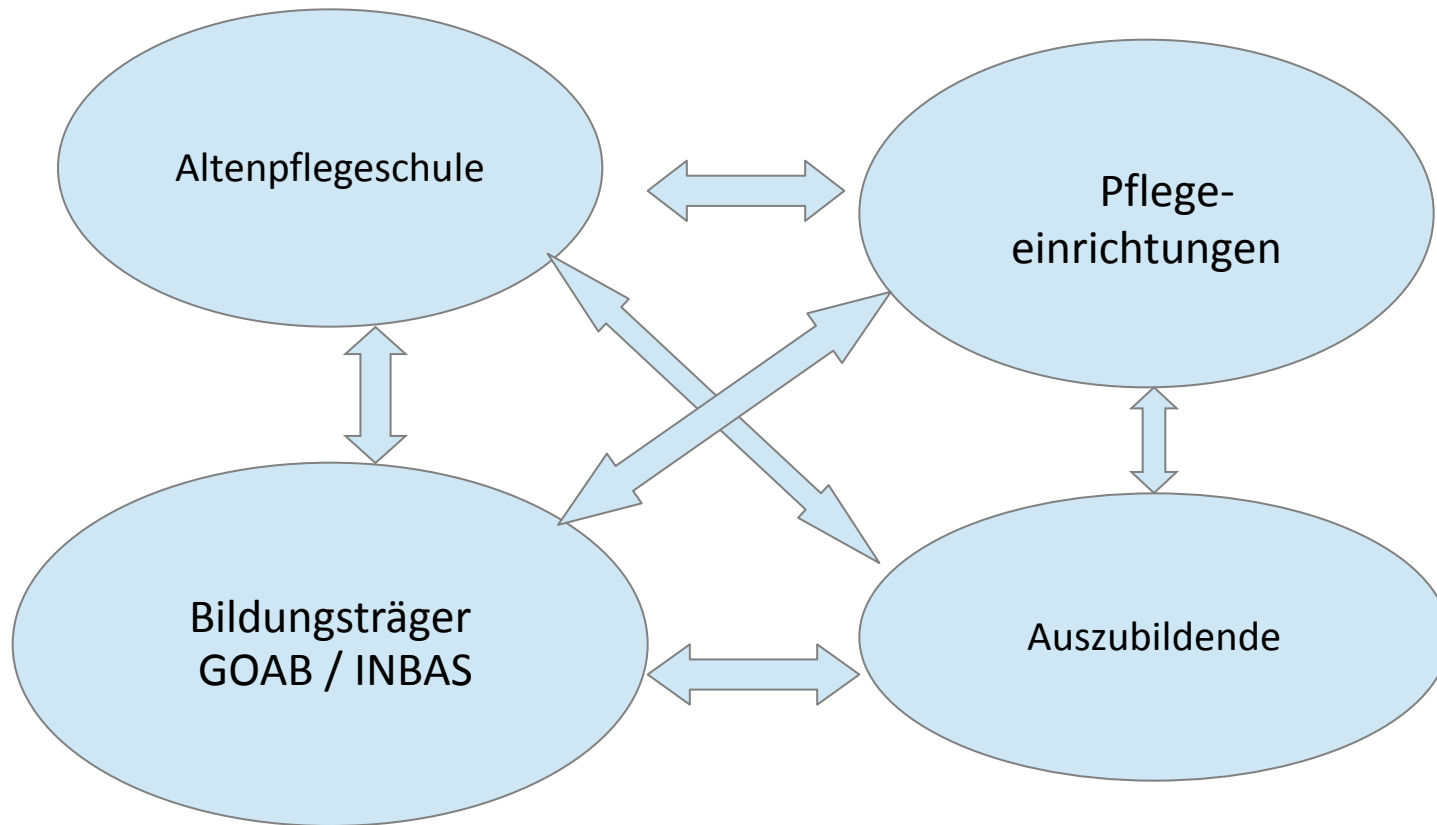 Altenpflegeschule
Pflege-
einrichtungen
Bildungsträger
GOAB / INBAS
Auszubildende